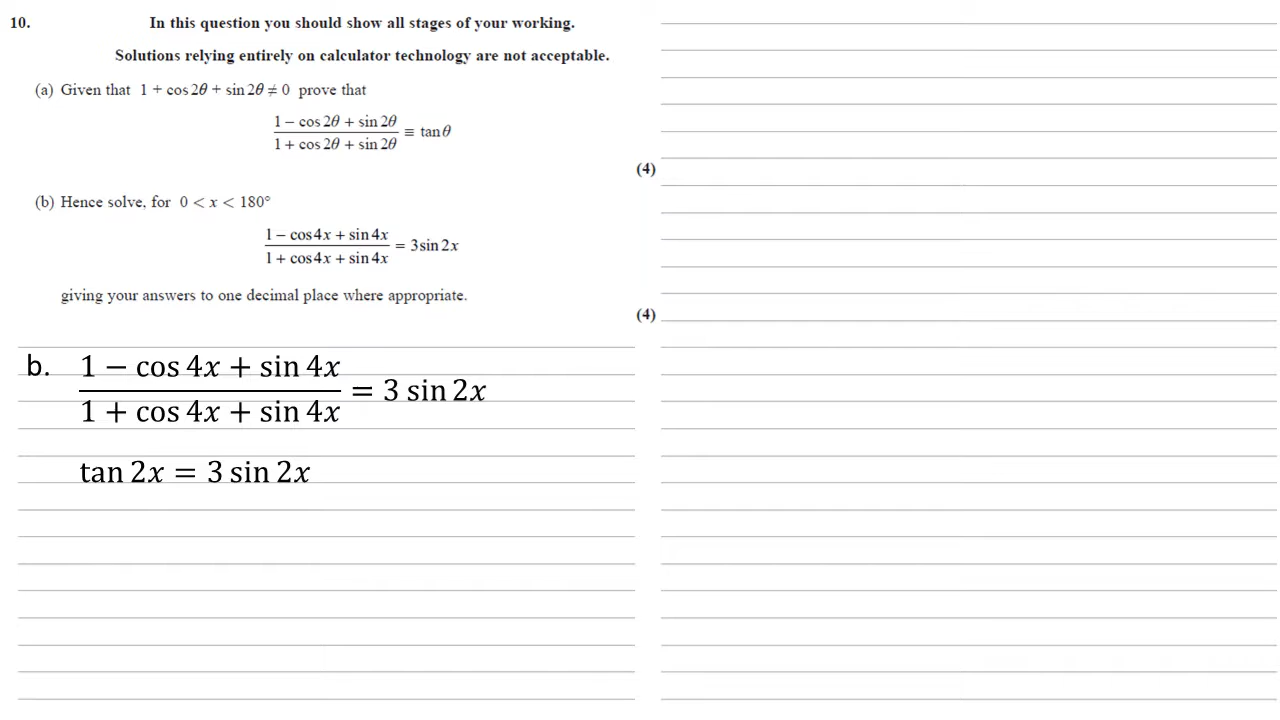 10. In this question you should show all stages of your working.
Solutions relying entirely on calculator technology are not acceptable.
(a) Given that 1 + cos 2θ + sin 2θ ≠ 0 prove that
1 − cos 2θ + sin 2θ
≡ tan θ
1 + cos 2θ + sin 2θ
(4)
(b) Hence solve, for 0 < x < 180°
1 − cos 4x + sin 4x
= 3 sin 2x
1 + cos 4x + sin 4x
giving your answers to one decimal place where appropriate.
(4)
b. 1 − cos 4x + sin 4x
= 3 sin 2x
1 + cos 4x + sin 4x
tan 2x = 3 sin 2x